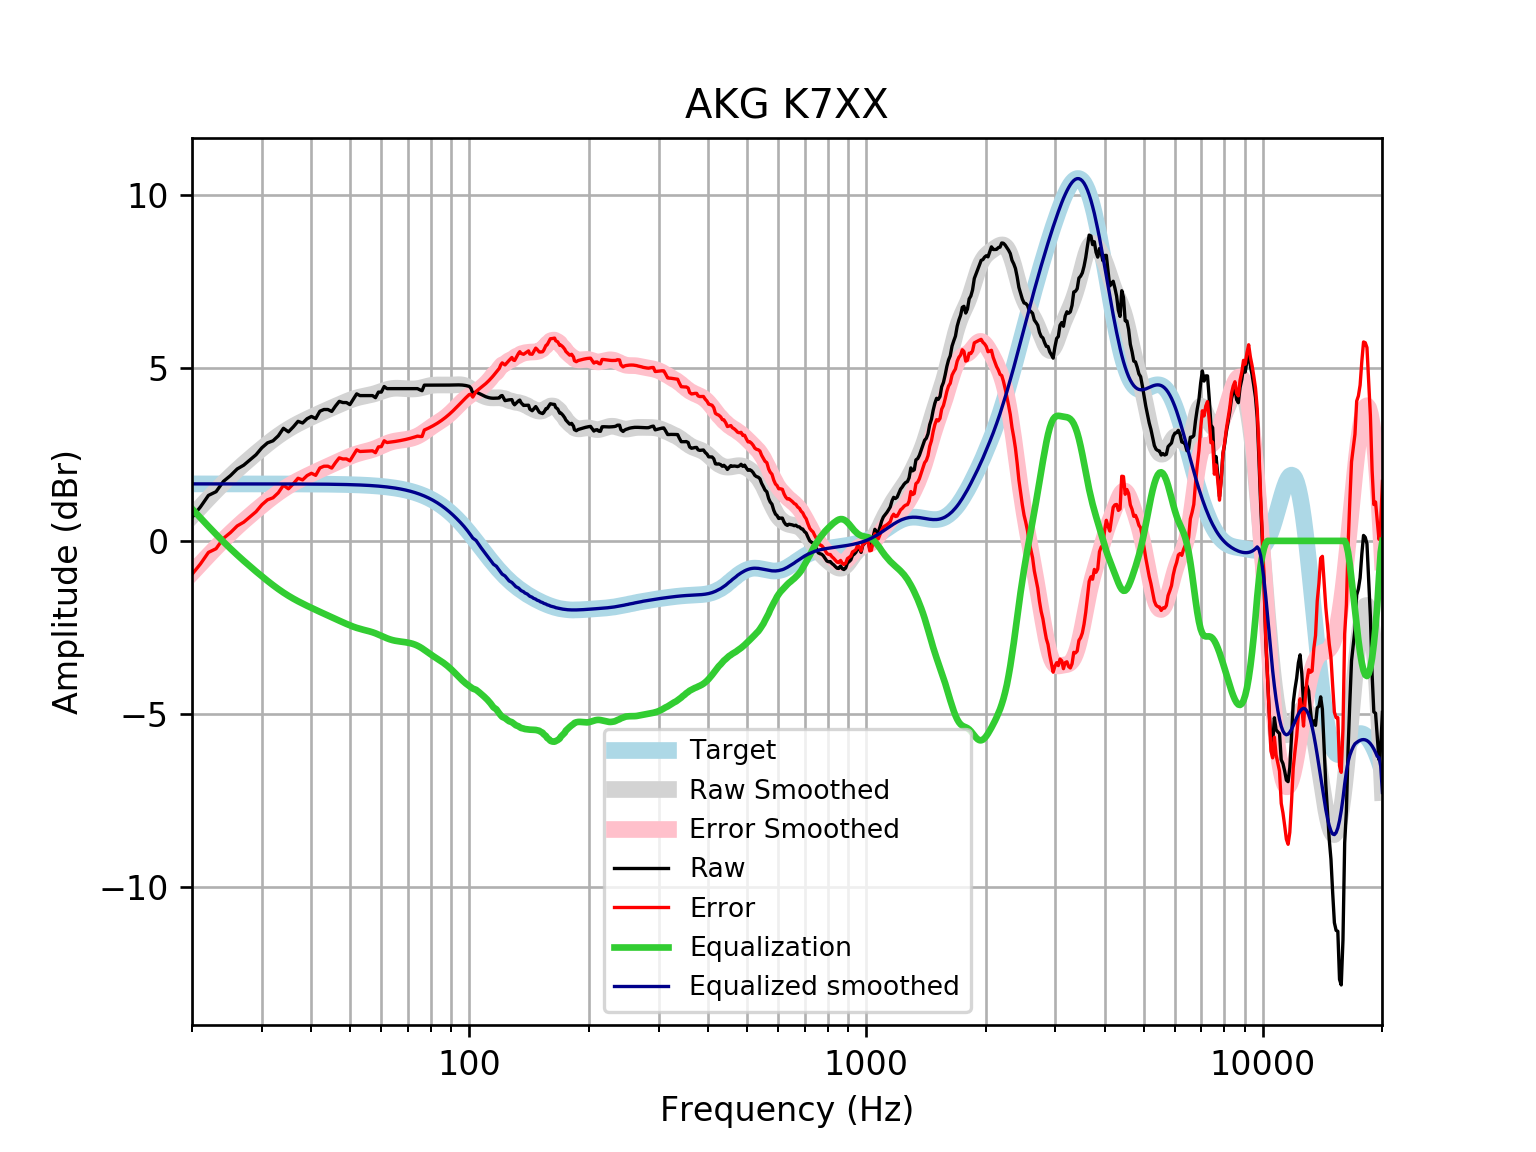 AKG K7XX
Amplitude (dBr)
10
5
0
−5
−10
Target
Raw Smoothed
Error Smoothed
Raw
Error
Equalization
Equalized smoothed
100
1000
10000
Frequency (Hz)